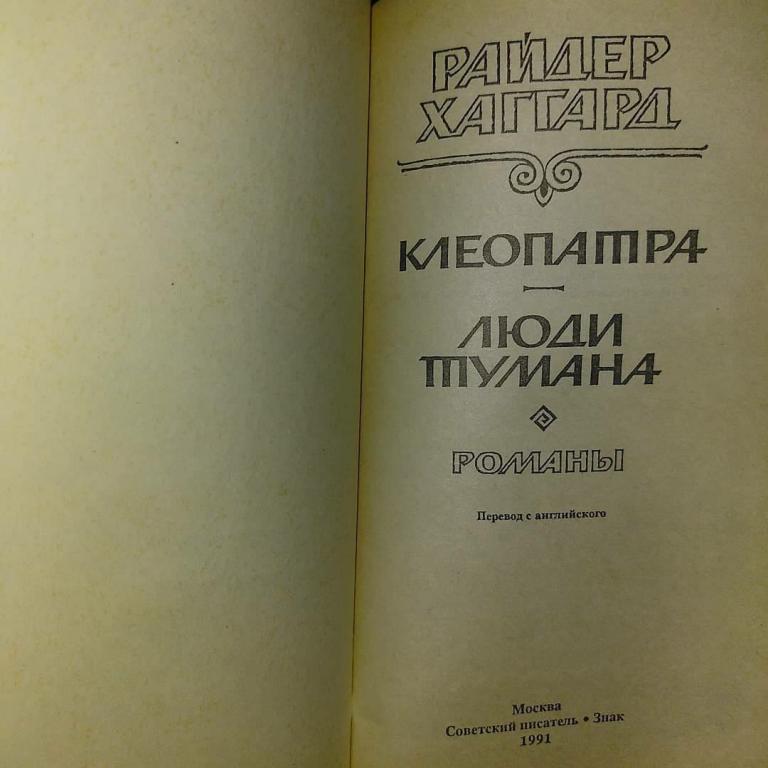 РАЙДЕР
ХАГГАРД
КЛЕОПАТРА
ЛЮДИ
ТУМАНА
РОМАНЫ
Перевод с английского
Москва
Советский писатель • Знак
1991